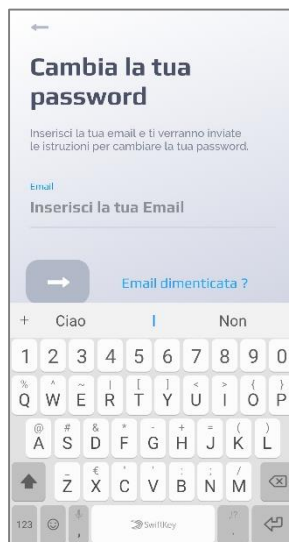 Cambia la tua
password
Inserisci la tua email e ti verranno inviate
le istruzioni per cambiare la tua password.
Email
Inserisci la tua Email
Email dimenticata ?
+ Ciao I Non
1 2 3 4 5 6 7 8 9 0
% ^ ~ | [ ] < > { }
Q W E R T Y U I O P
@ # & * - + = ( )
A S D F G H J K L
_ € " ' : ; /
Z X C V B N M
123 , SwiftKey .